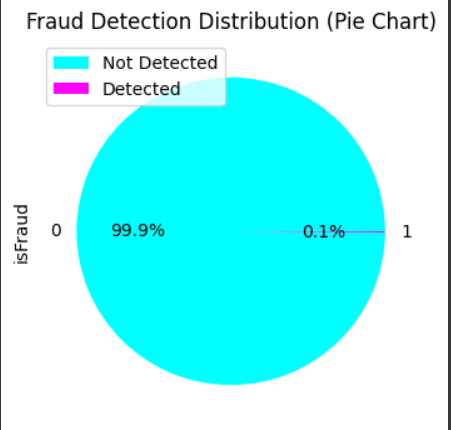 Fraud Detection Distribution (Pie Chart)
Not Detected
Detected
isFraud
0
99.9%
0.1%
1